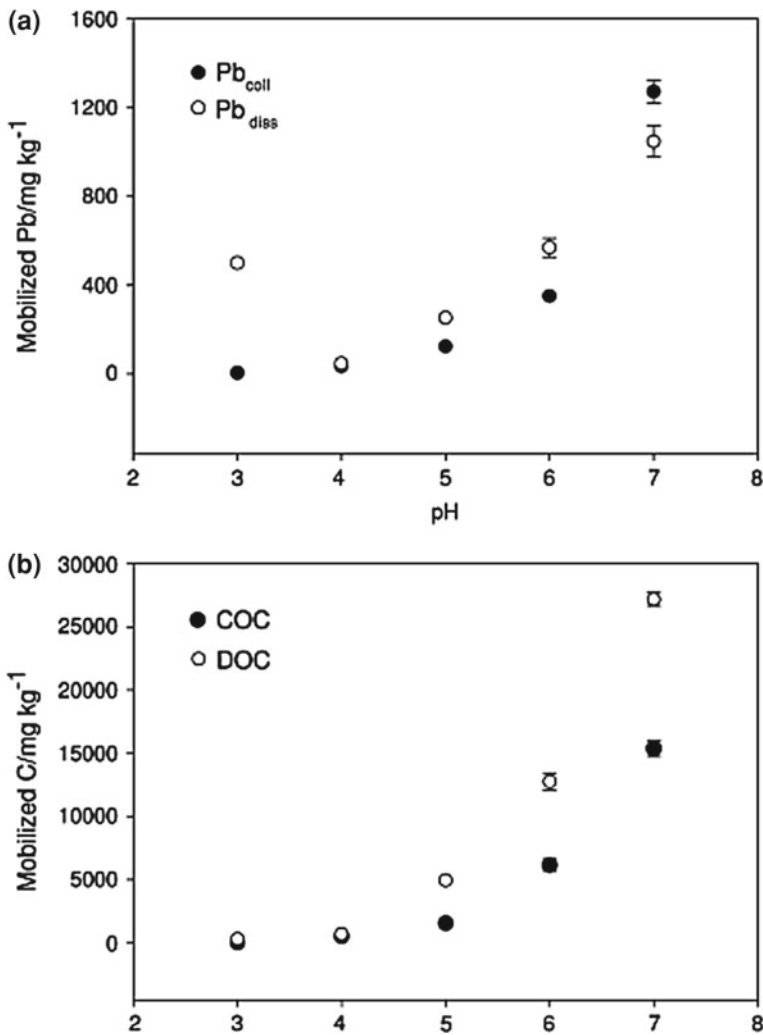 (a)
1600
1200
800
400
0
Mobilized Pb/mg kg⁻¹
Pb_coll
Pb_diss
2 3 4 5 6 7 8
pH
(b)
30000
25000
20000
15000
10000
5000
0
Mobilized C/mg kg⁻¹
COC
DOC
2 3 4 5 6 7 8